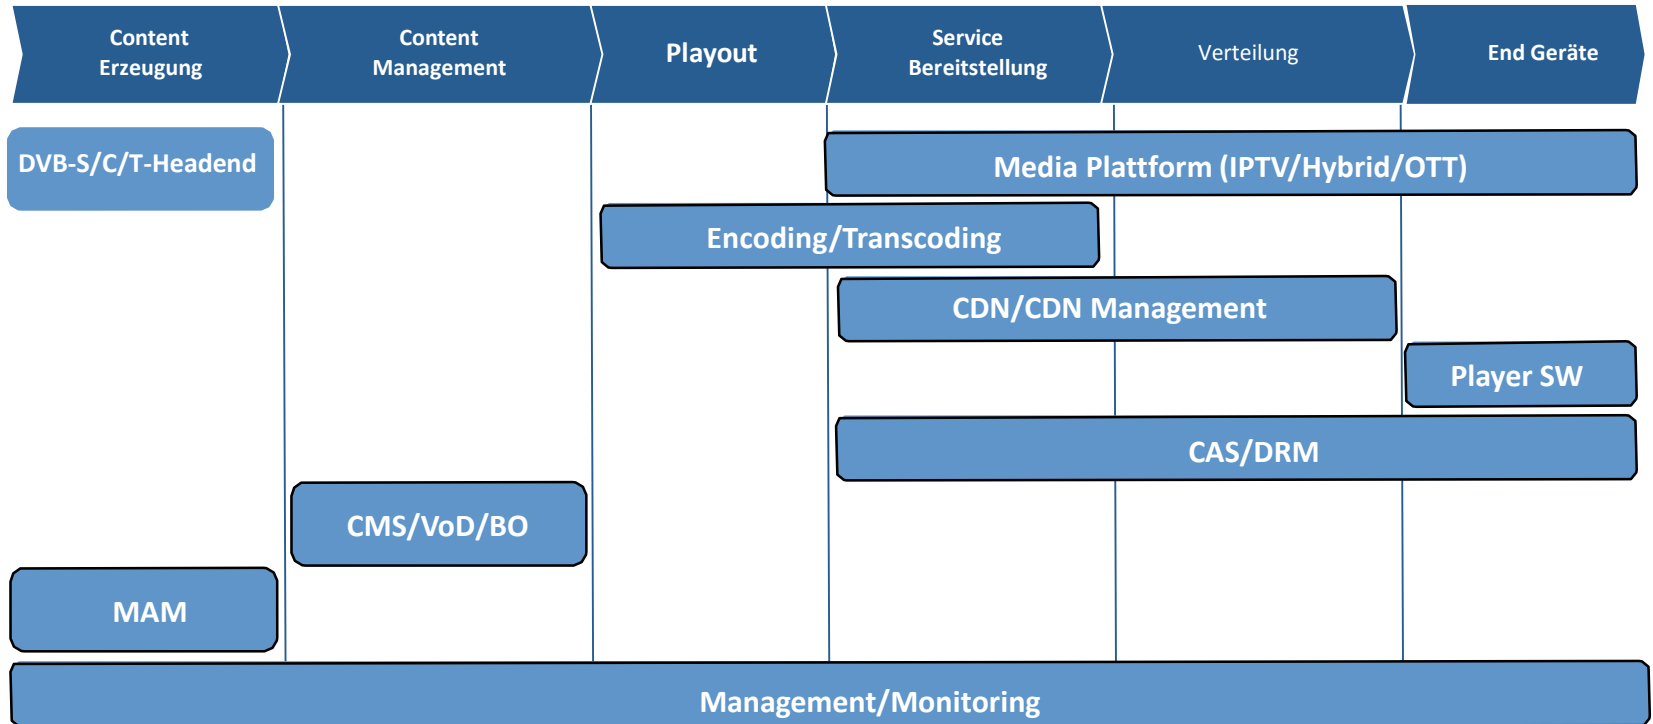 Content
Erzeugung
Content
Management
Playout
Service
Bereitstellung
Verteilung
End Geräte
DVB-S/C/T-Headend
Media Plattform (IPTV/Hybrid/OTT)
Encoding/Transcoding
CDN/CDN Management
Player SW
CAS/DRM
CMS/VoD/BO
MAM
Management/Monitoring